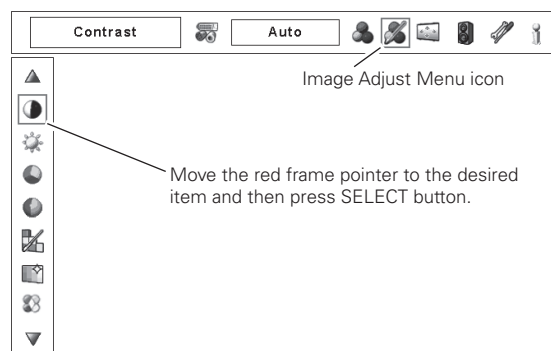 Contrast
Auto
Image Adjust Menu icon
Move the red frame pointer to the desired
item and then press SELECT button.